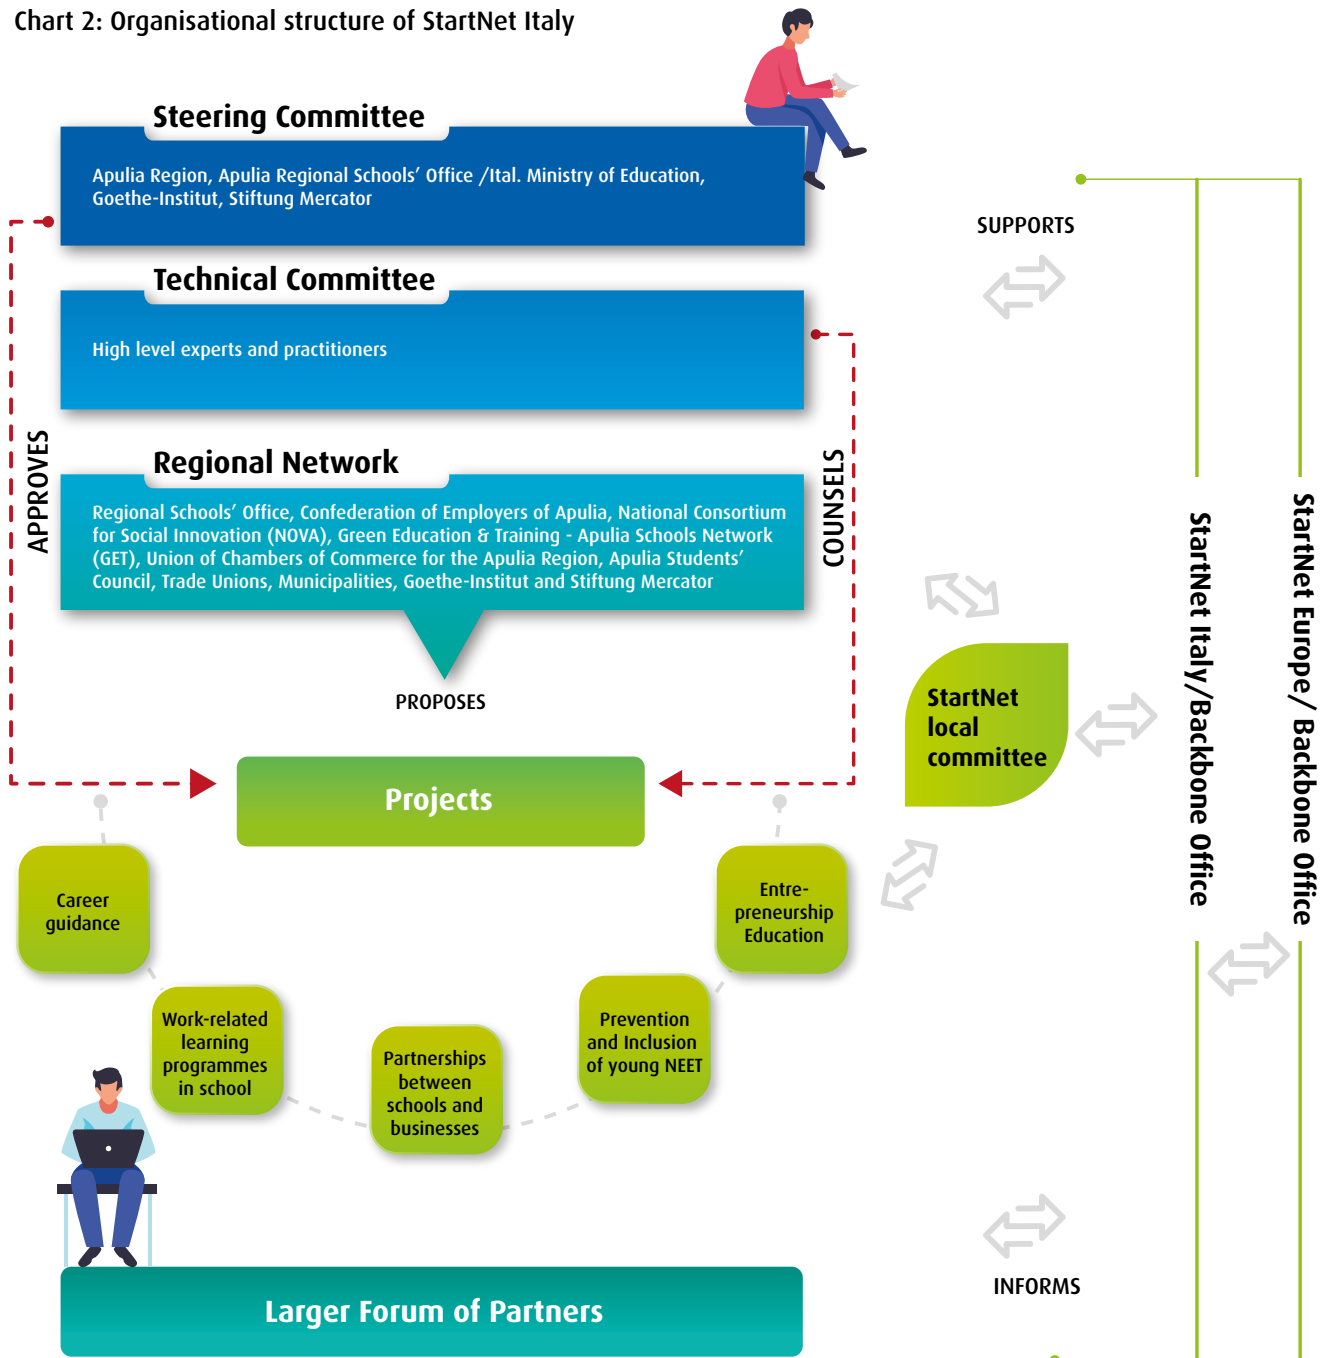 Chart 2: Organisational structure of StartNet Italy
Steering Committee
Apulia Region, Apulia Regional Schools' Office /Ital. Ministry of Education,
Goethe-Institut, Stiftung Mercator
SUPPORTS
Technical Committee
High level experts and practitioners
APPROVES
COUNSELS
Regional Network
Regional Schools' Office, Confederation of Employers of Apulia, National Consortium
for Social Innovation (NOVA), Green Education & Training - Apulia Schools Network
(GET), Union of Chambers of Commerce for the Apulia Region, Apulia Students'
Council, Trade Unions, Municipalities, Goethe-Institut and Stiftung Mercator
PROPOSES
StartNet
local
committee
StartNet Italy/Backbone Office
StartNet Europe/ Backbone Office
Projects
Career
guidance
Work-related
learning
programmes
in school
Partnerships
between
schools and
businesses
Prevention
and Inclusion
of young NEET
Entre-
preneurship
Education
INFORMS
Larger Forum of Partners